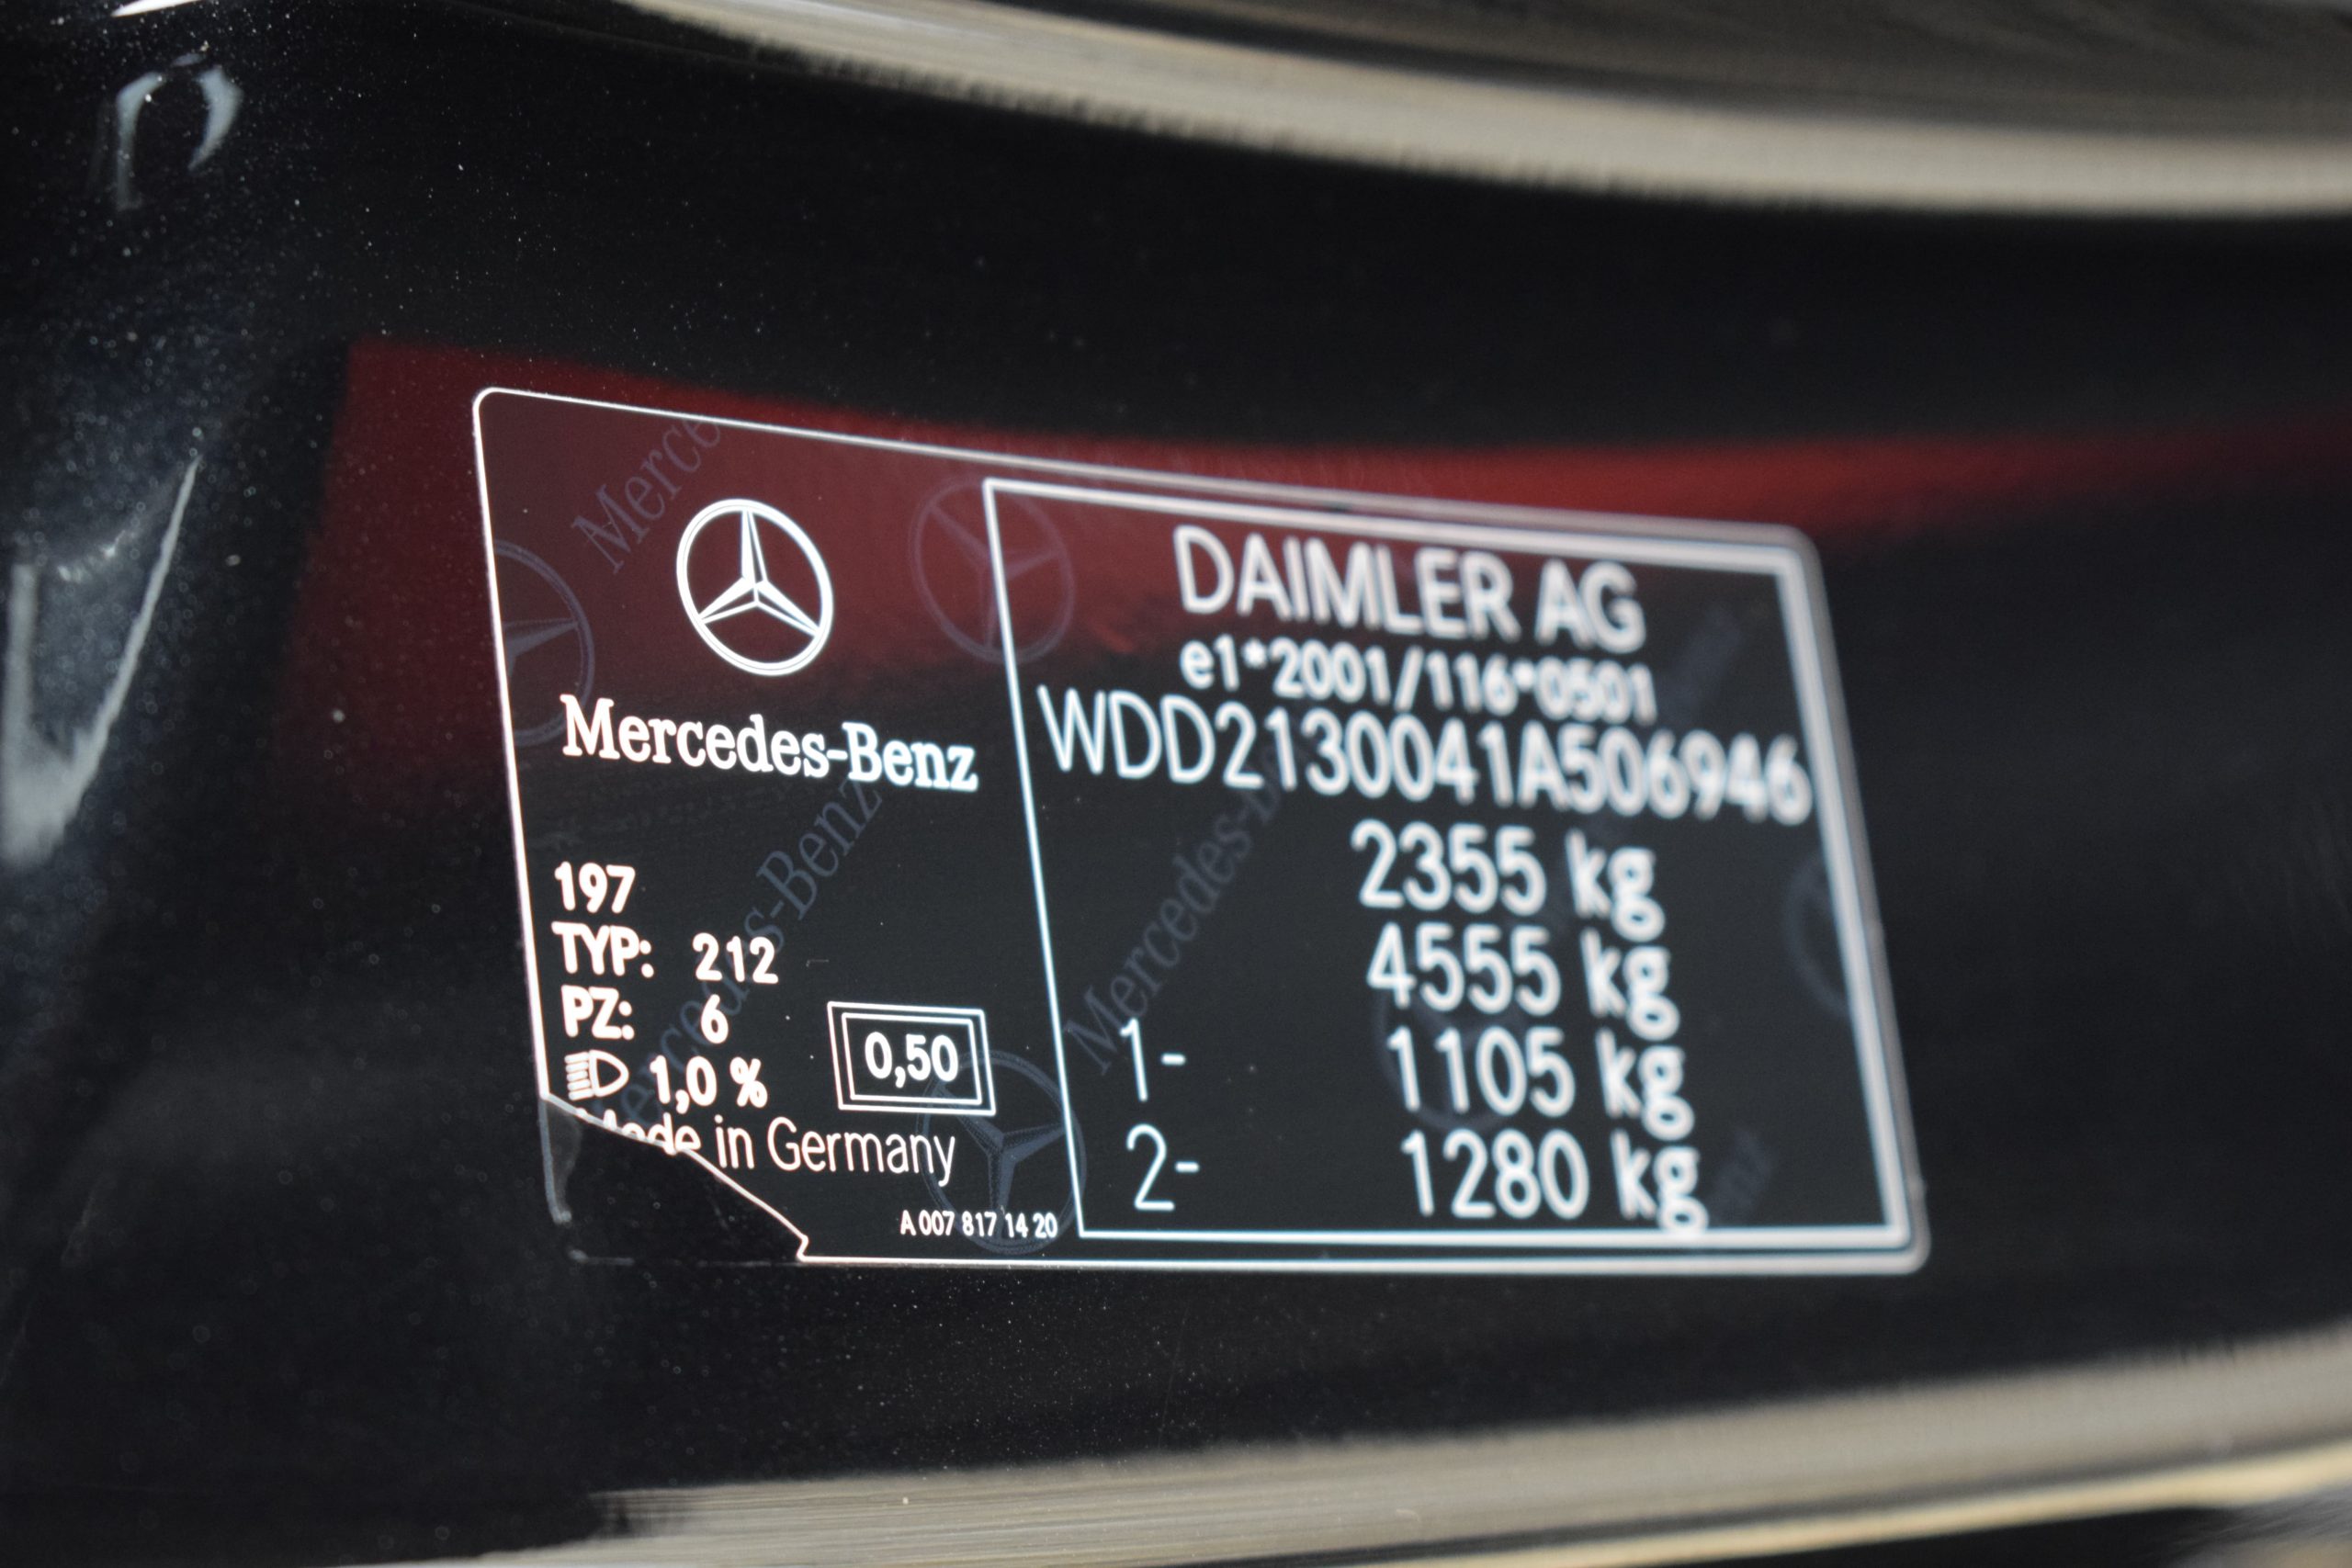 Mercedes-Benz
197
TYP: 212
PZ: 6
1,0 %
0,50
Made in Germany
A 007 817 14 20
DAIMLER AG
e1*2001/116*0501
WDD2130041A506946
2355 kg
4555 kg
1- 1105 kg
2- 1280 kg